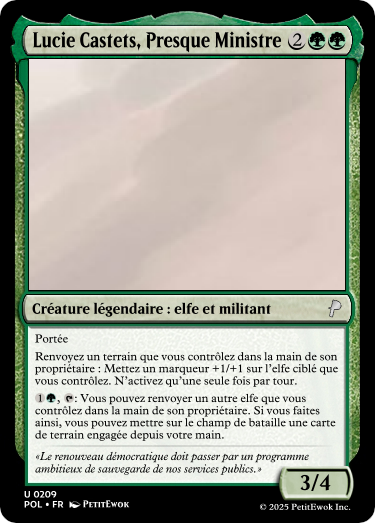 Lucie Castets, Presque Ministre 2
Créature légendaire : elfe et militant
Portée
Renvoyez un terrain que vous contrôlez dans la main de son
propriétaire : Mettez un marqueur +1/+1 sur l'elfe ciblé que
vous contrôlez. N'activez qu'une seule fois par tour.
1 , : Vous pouvez renvoyer un autre elfe que vous
contrôlez dans la main de son propriétaire. Si vous faites
ainsi, vous pouvez mettre sur le champ de bataille une carte
de terrain engagée depuis votre main.
«Le renouveau démocratique doit passer par un programme
ambitieux de sauvegarde de nos services publics.»
3/4
U 0209
POL • FR PetitEwok
© 2025 PetitEwok Inc.